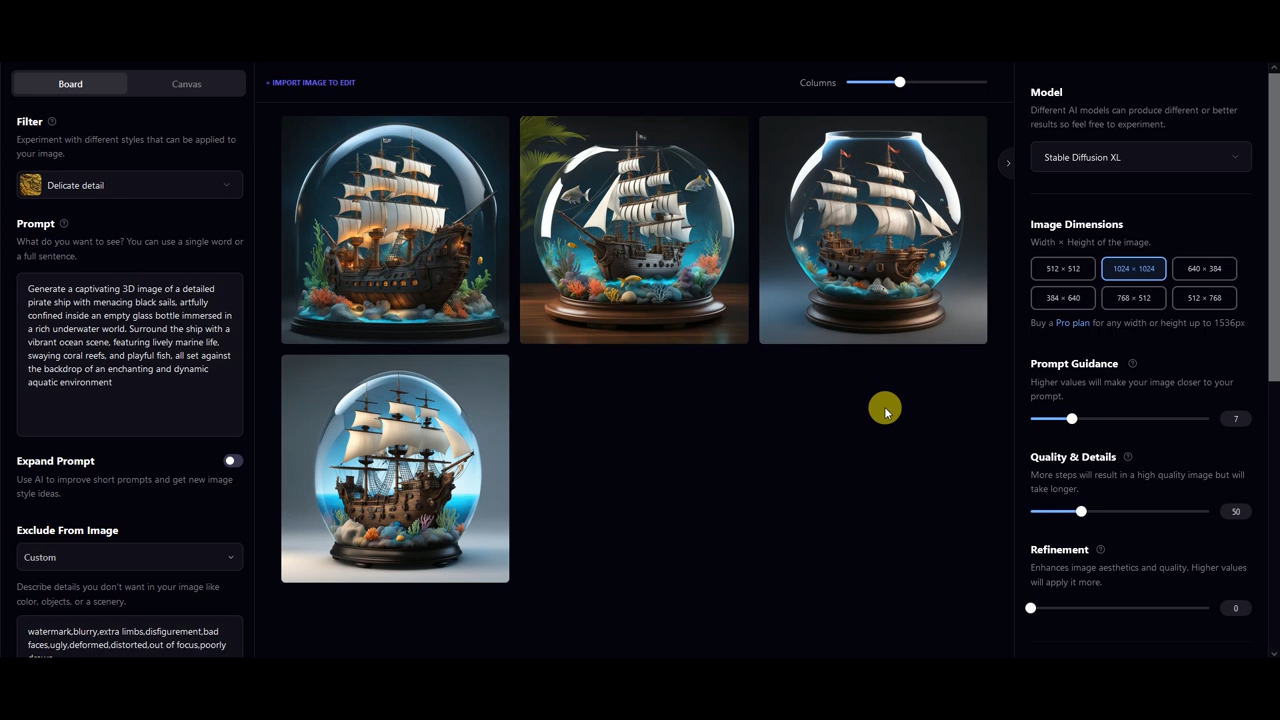 Board
Canvas
Filter
Experiment with different styles that can be applied to
your image.
Delicate detail
Prompt
What do you want to see? You can use a single word or
a full sentence.
Generate a captivating 3D image of a detailed
pirate ship with menacing black sails, artfully
confined inside an empty glass bottle immersed in
a rich underwater world. Surround the ship with a
vibrant ocean scene, featuring lively marine life,
swaying coral reefs, and playful fish, all set against
the backdrop of an enchanting and dynamic
aquatic environment
Expand Prompt
Use AI to improve short prompts and get new image
style ideas.
Exclude From Image
Custom
Describe details you don't want in your image like
color, objects, or a scenery.
watermark,blurry,extra limbs,disfigurement,bad
faces,ugly,deformed,distorted,out of focus,poorly
+ IMPORT IMAGE TO EDIT
Columns
Model
Different AI models can produce different or better
results so feel free to experiment.
Stable Diffusion XL
Image Dimensions
Width × Height of the image.
512 × 512
1024 × 1024
640 × 384
384 × 640
768 × 512
512 × 768
Buy a Pro plan for any width or height up to 1536px
Prompt Guidance
Higher values will make your image closer to your
prompt.
7
Quality & Details
More steps will result in a high quality image but will
take longer.
50
Refinement
Enhances image aesthetics and quality. Higher values
will apply it more.
0